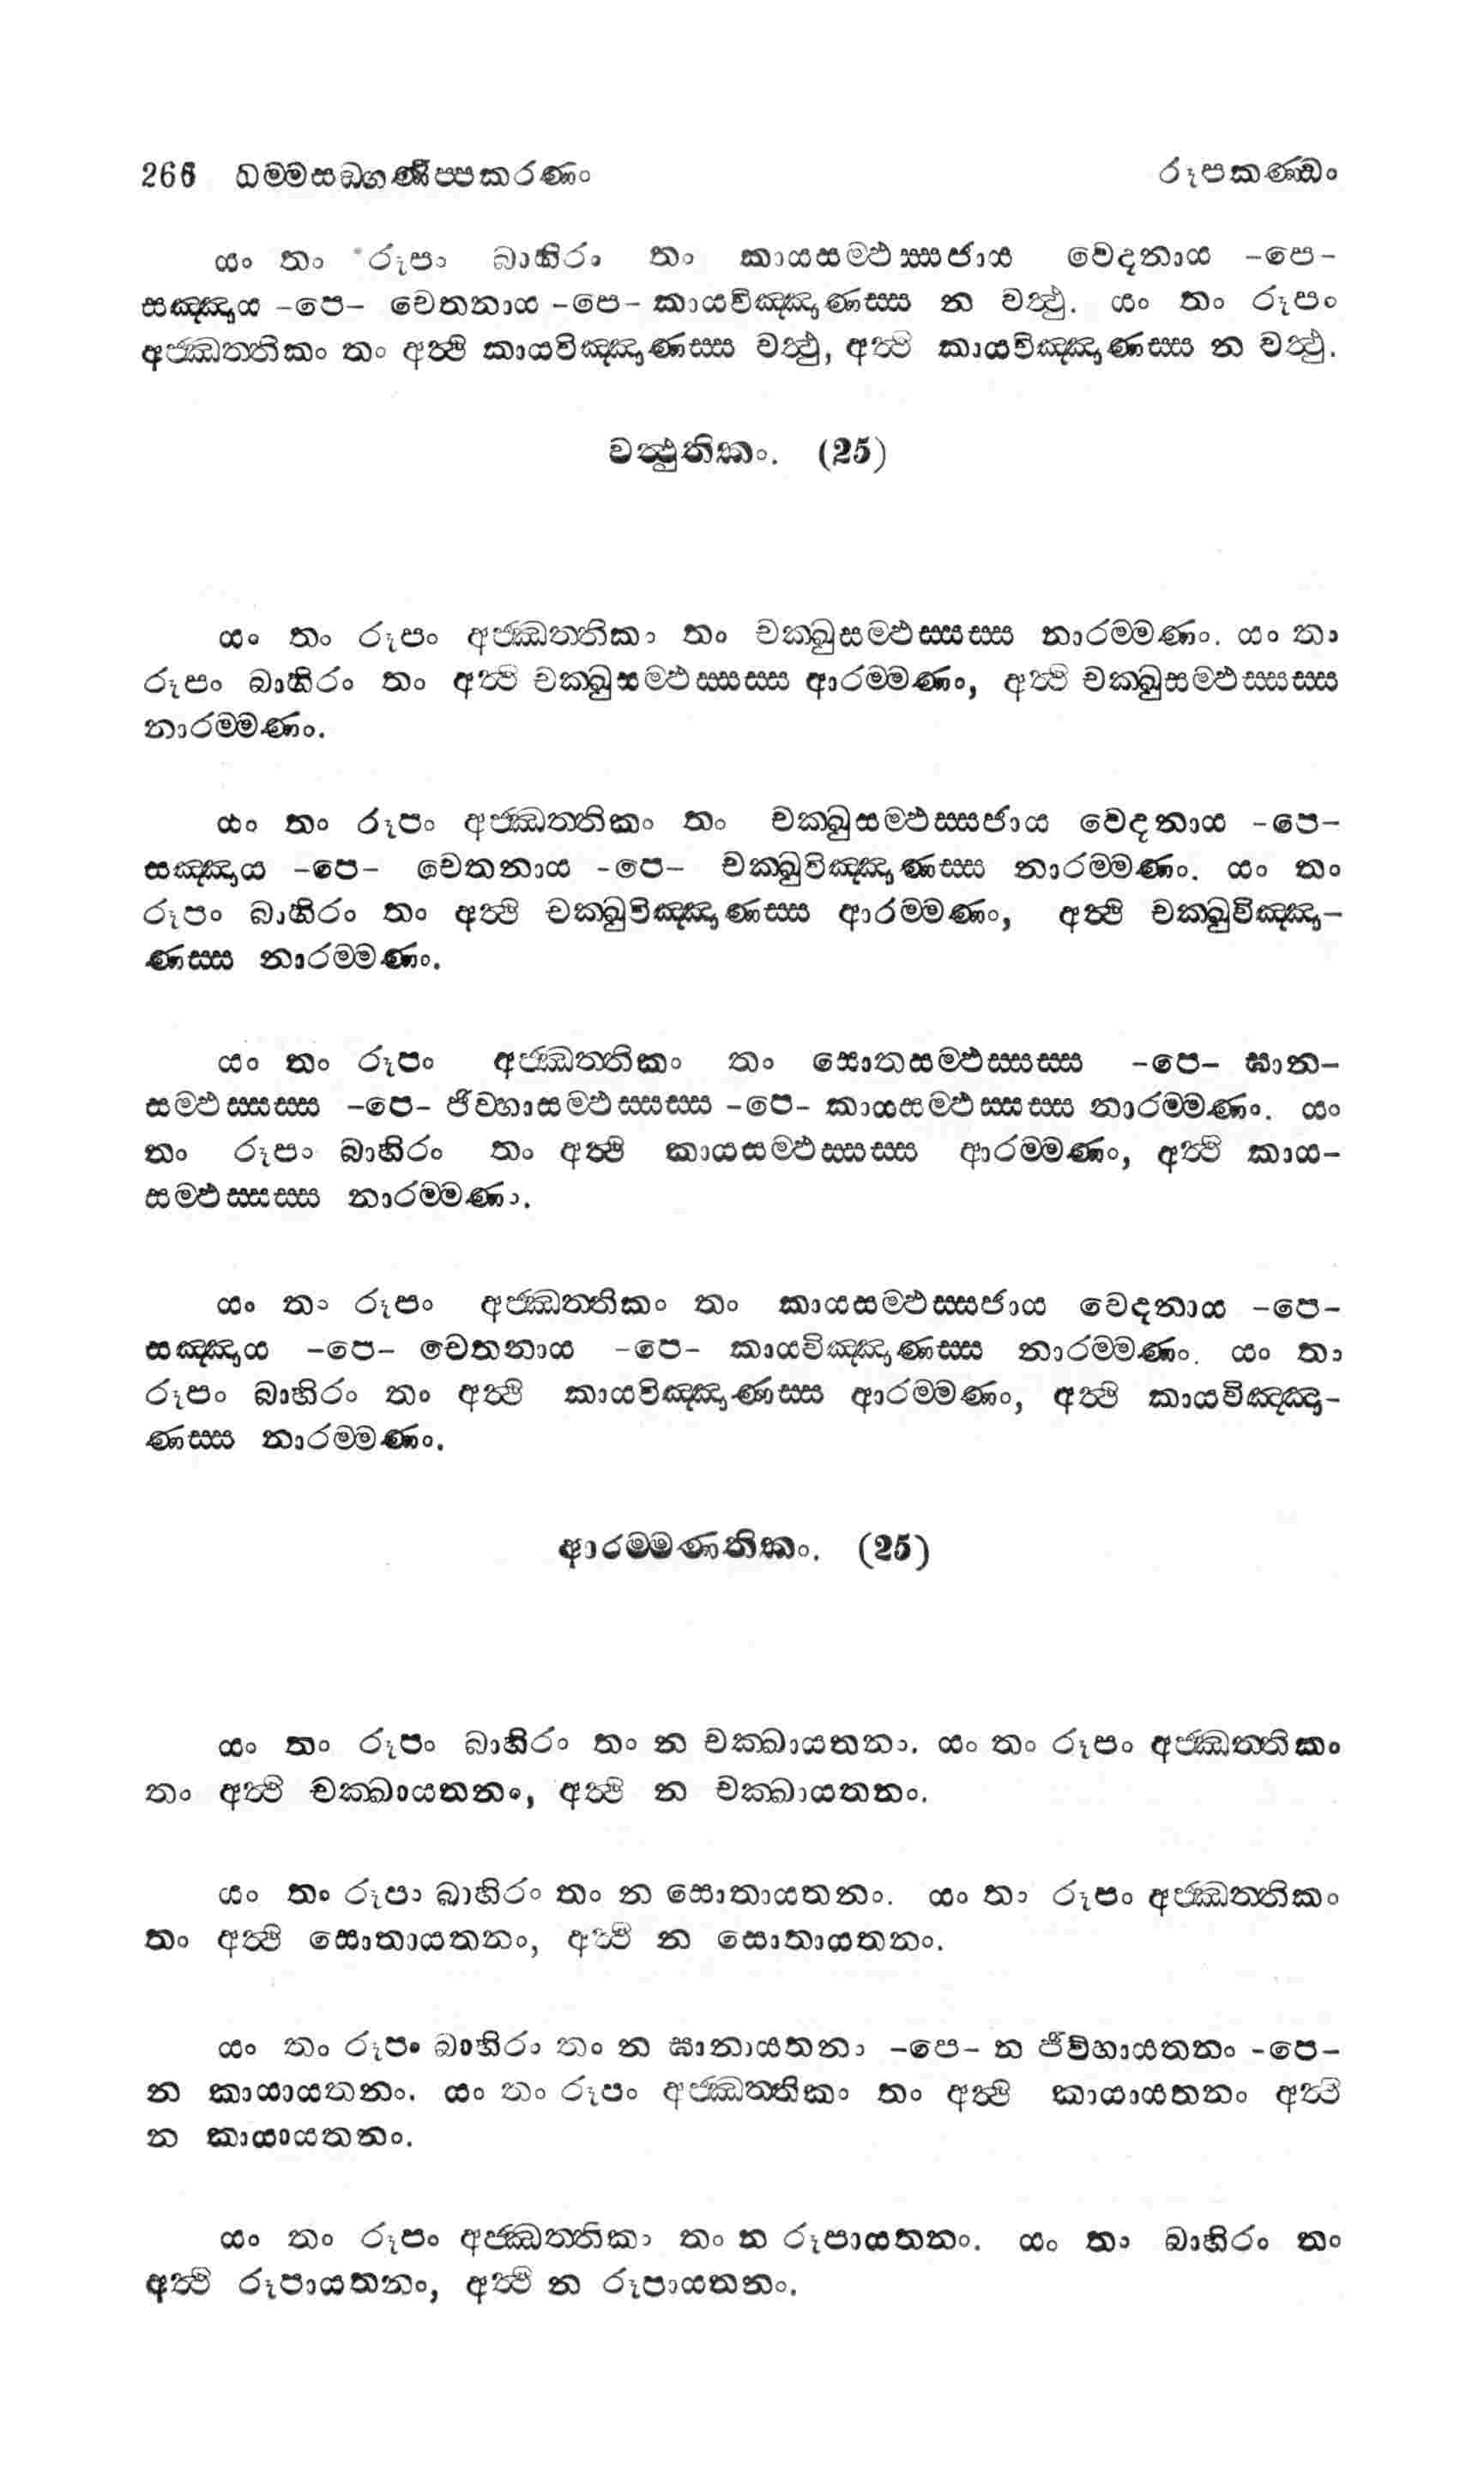 266 ධම්මසඞ්ගණිප්පකරණං රූපකණ්ඩං
යං තං රූපං බාහිරං තං කායසම්ඵස්සජාය වෙදනාය -පෙ-
සඤ්ඤාය -පෙ- චෙතනාය -පෙ- කායවිඤ්ඤාණස්ස න වත්ථු. යං තං රූපං
අජ්ඣත්තිකං තං අත්ථි කායවිඤ්ඤාණස්ස වත්ථු, අත්ථි කායවිඤ්ඤාණස්ස න වත්ථු.
වත්ථුතිකං. (25)
යං තං රූපං අජ්ඣත්තිකං තං චක්ඛුසම්ඵස්සස්ස නාරම්මණං. යං තං
රූපං බාහිරං තං අත්ථි චක්ඛුසම්ඵස්සස්ස ආරම්මණං, අත්ථි චක්ඛුසම්ඵස්සස්ස
නාරම්මණං.
යං තං රූපං අජ්ඣත්තිකං තං චක්ඛුසම්ඵස්සජාය වෙදනාය -පෙ-
සඤ්ඤාය -පෙ- චෙතනාය -පෙ- චක්ඛුවිඤ්ඤාණස්ස නාරම්මණං. යං තං
රූපං බාහිරං තං අත්ථි චක්ඛුවිඤ්ඤාණස්ස ආරම්මණං, අත්ථි චක්ඛුවිඤ්ඤා-
ණස්ස නාරම්මණං.
යං තං රූපං අජ්ඣත්තිකං තං සොතසම්ඵස්සස්ස -පෙ- ඝාන-
සම්ඵස්සස්ස -පෙ- ජිව්හාසම්ඵස්සස්ස -පෙ- කායසම්ඵස්සස්ස නාරම්මණං. යං
තං රූපං බාහිරං තං අත්ථි කායසම්ඵස්සස්ස ආරම්මණං, අත්ථි කාය-
සම්ඵස්සස්ස නාරම්මණං.
යං තං රූපං අජ්ඣත්තිකං තං කායසම්ඵස්සජාය වෙදනාය -පෙ-
සඤ්ඤාය -පෙ- චෙතනාය -පෙ- කායවිඤ්ඤාණස්ස නාරම්මණං. යං තං
රූපං බාහිරං තං අත්ථි කායවිඤ්ඤාණස්ස ආරම්මණං, අත්ථි කායවිඤ්ඤා-
ණස්ස නාරම්මණං.
ආරම්මණතිකං. (25)
යං තං රූපං බාහිරං තං න චක්ඛායතනං. යං තං රූපං අජ්ඣත්තිකං
තං අත්ථි චක්ඛායතනං, අත්ථි න චක්ඛායතනං.
යං තං රූපං බාහිරං තං න සොතායතනං. යං තං රූපං අජ්ඣත්තිකං
තං අත්ථි සොතායතනං, අත්ථි න සොතායතනං.
යං තං රූපං බාහිරං තං න ඝානායතනං -පෙ- න ජිව්හායතනං -පෙ-
න කායායතනං. යං තං රූපං අජ්ඣත්තිකං තං අත්ථි කායායතනං අත්ථි
න කායායතනං.
යං තං රූපං අජ්ඣත්තිකං තං න රූපායතනං. යං තං බාහිරං තං
අත්ථි රූපායතනං, අත්ථි න රූපායතනං.